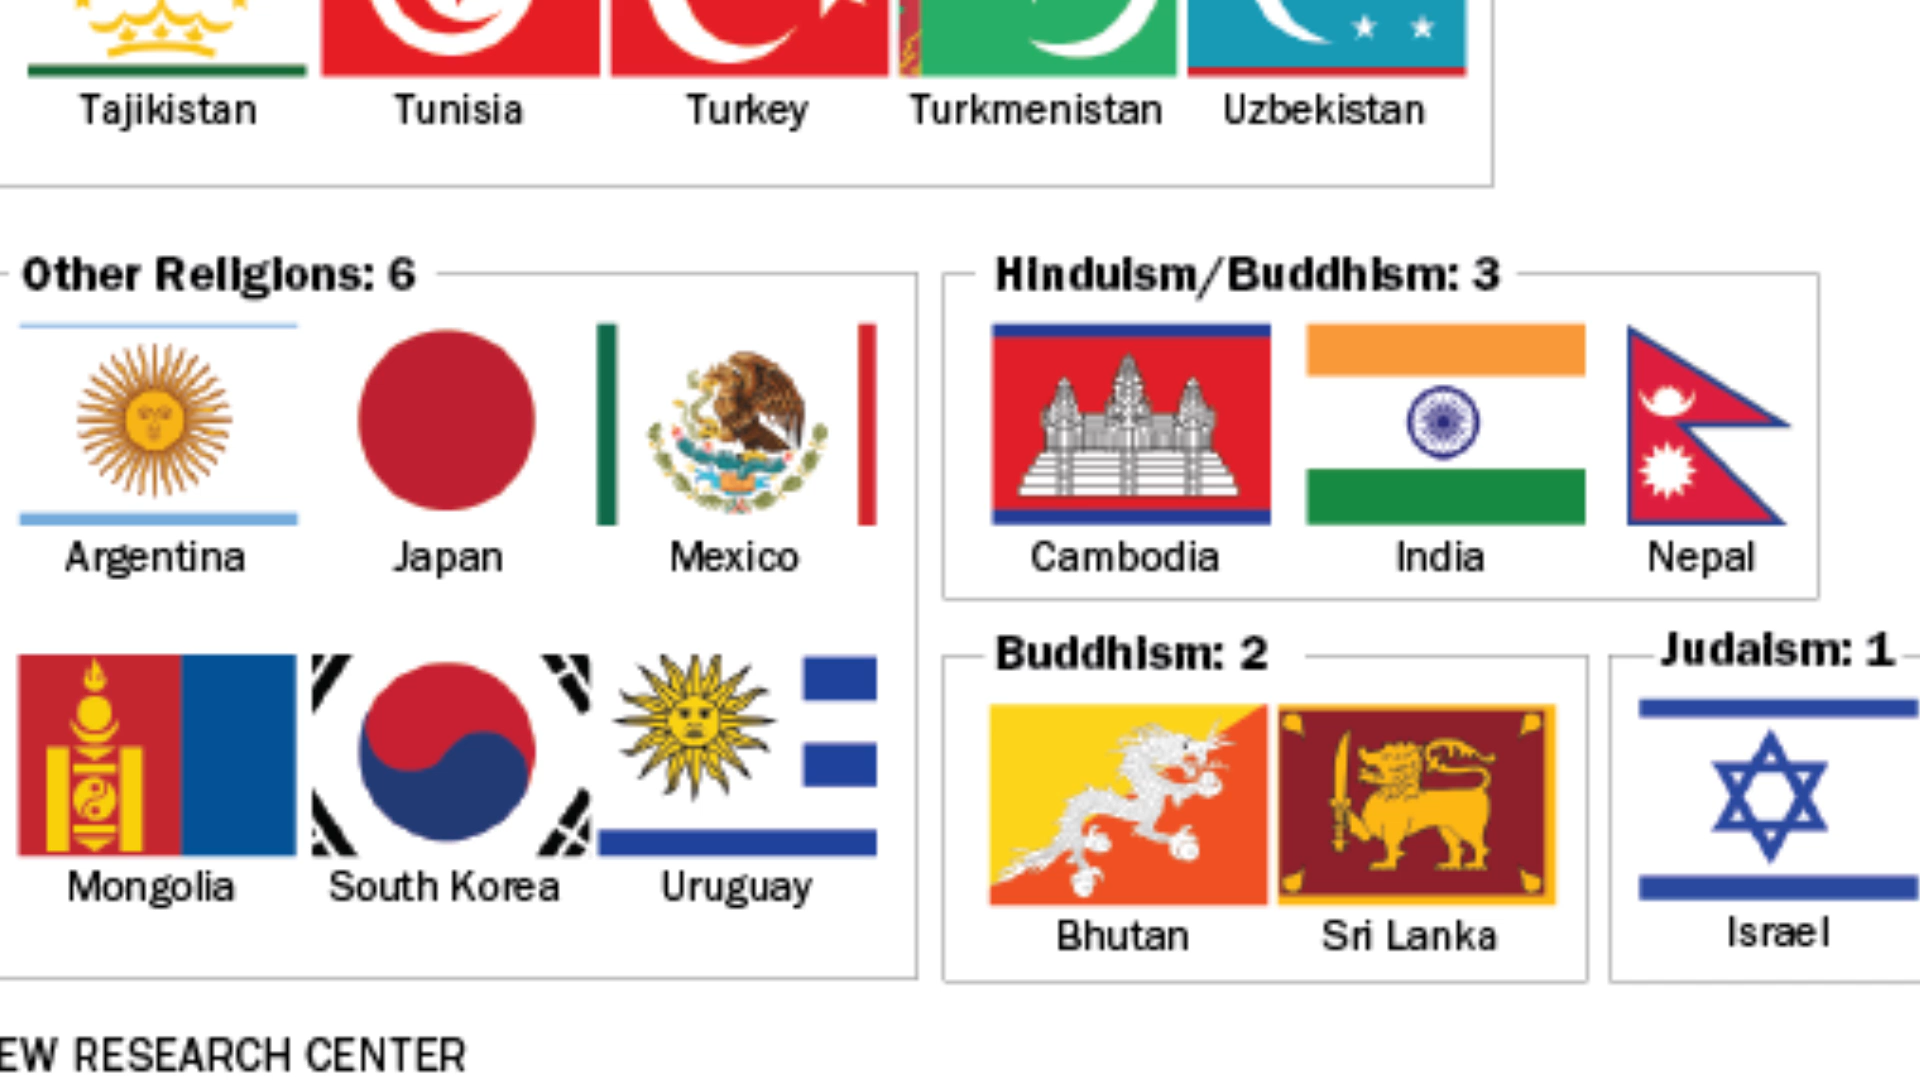 Tajikistan Tunisia Turkey Turkmenistan Uzbekistan
Other Religions: 6
Argentina Japan Mexico
Mongolia South Korea Uruguay
Hinduism/Buddhism: 3
Cambodia India Nepal
Buddhism: 2
Bhutan Sri Lanka
Judaism: 1
Israel
EW RESEARCH CENTER